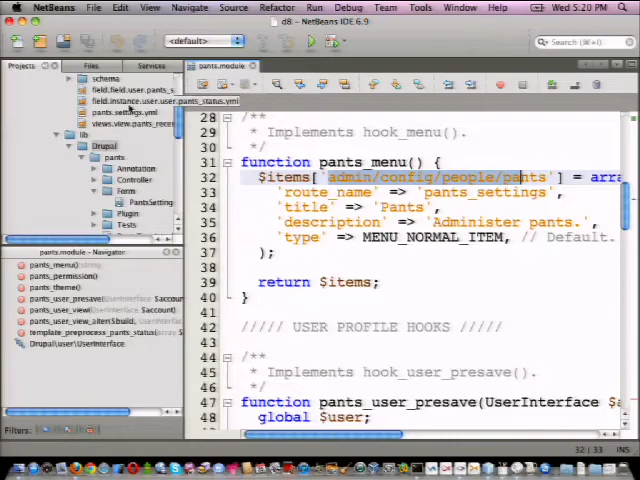 NetBeans File Edit View Navigate Source Refactor Run Debug Team Tools Window Help Wed 5:20 PM
d8 - NetBeans IDE 6.9
<default>
Search (⌘+I)
Projects Files Services pants.module
schema
field.field.user.pants_s
field.instance.user.user.pants_status.yml
pants.settings.yml
views.view.pants_recen
lib
Drupal
pants
Annotation
Controller
Form
PantsSetting
Plugin
Tests
pants.module - Navigator
pants_menu():string
pants_permission()
pants_theme()
pants_user_presave(UserInterface $account
pants_user_view(UserInterface $account
pants_user_view_alter(&$build,
template_preprocess_pants_status(array
Drupal\user\UserInterface
Filters:
28 /**
29 * Implements hook_menu().
30 */
31 function pants_menu() {
32 $items['admin/config/people/pants'] = arra
33 'route_name' => 'pants_settings',
34 'title' => 'Pants',
35 'description' => 'Administer pants.',
36 'type' => MENU_NORMAL_ITEM, // Default.
37 );
38
39 return $items;
40 }
41
42 ///// USER PROFILE HOOKS /////
43
44 /**
45 * Implements hook_user_presave().
46 */
47 function pants_user_presave(UserInterface $a
48 global $user;
32 | 33 INS